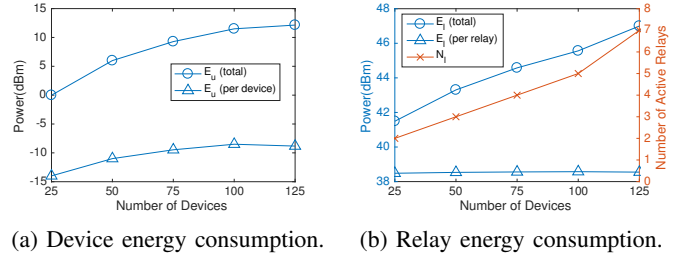 15
10
5
0
-5
-10
-15
Power(dBm)
E_u (total)
E_u (per device)
25 50 75 100 125
Number of Devices
48
46
44
42
40
38
Power(dBm)
E_i (total)
E_i (per relay)
N_i
8
7
6
5
4
3
2
1
0
Number of Active Relays
25 50 75 100 125
Number of Devices
(a) Device energy consumption.
(b) Relay energy consumption.